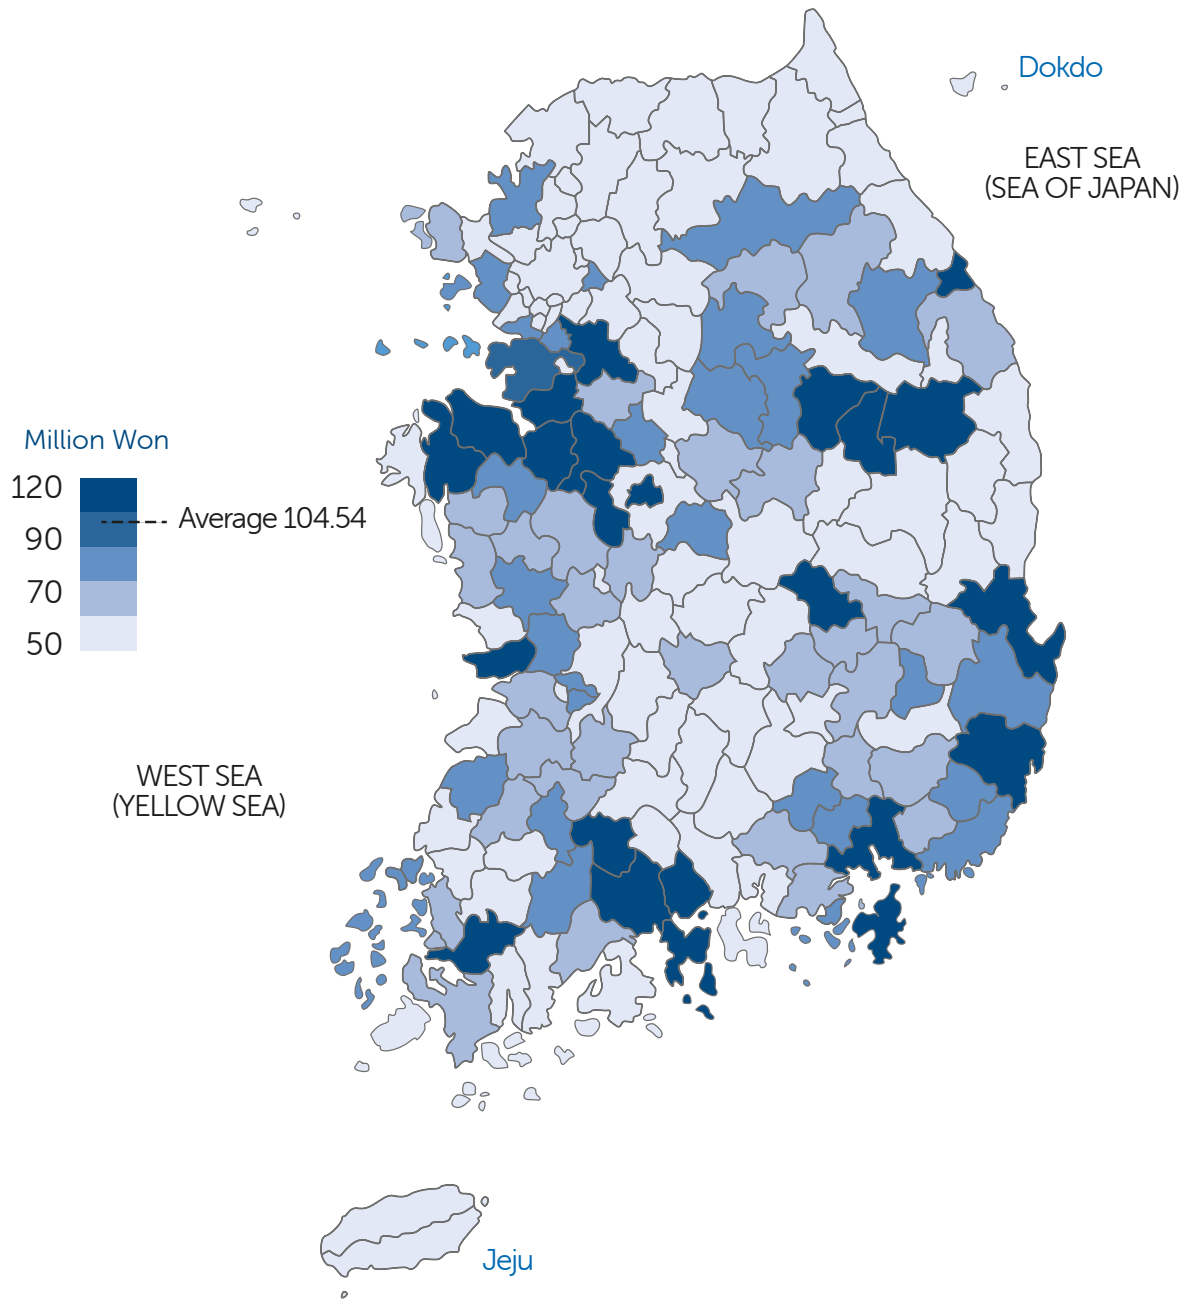 Dokdo
EAST SEA
(SEA OF JAPAN)
Million Won
120
90
70
50
Average 104.54
WEST SEA
(YELLOW SEA)
Jeju